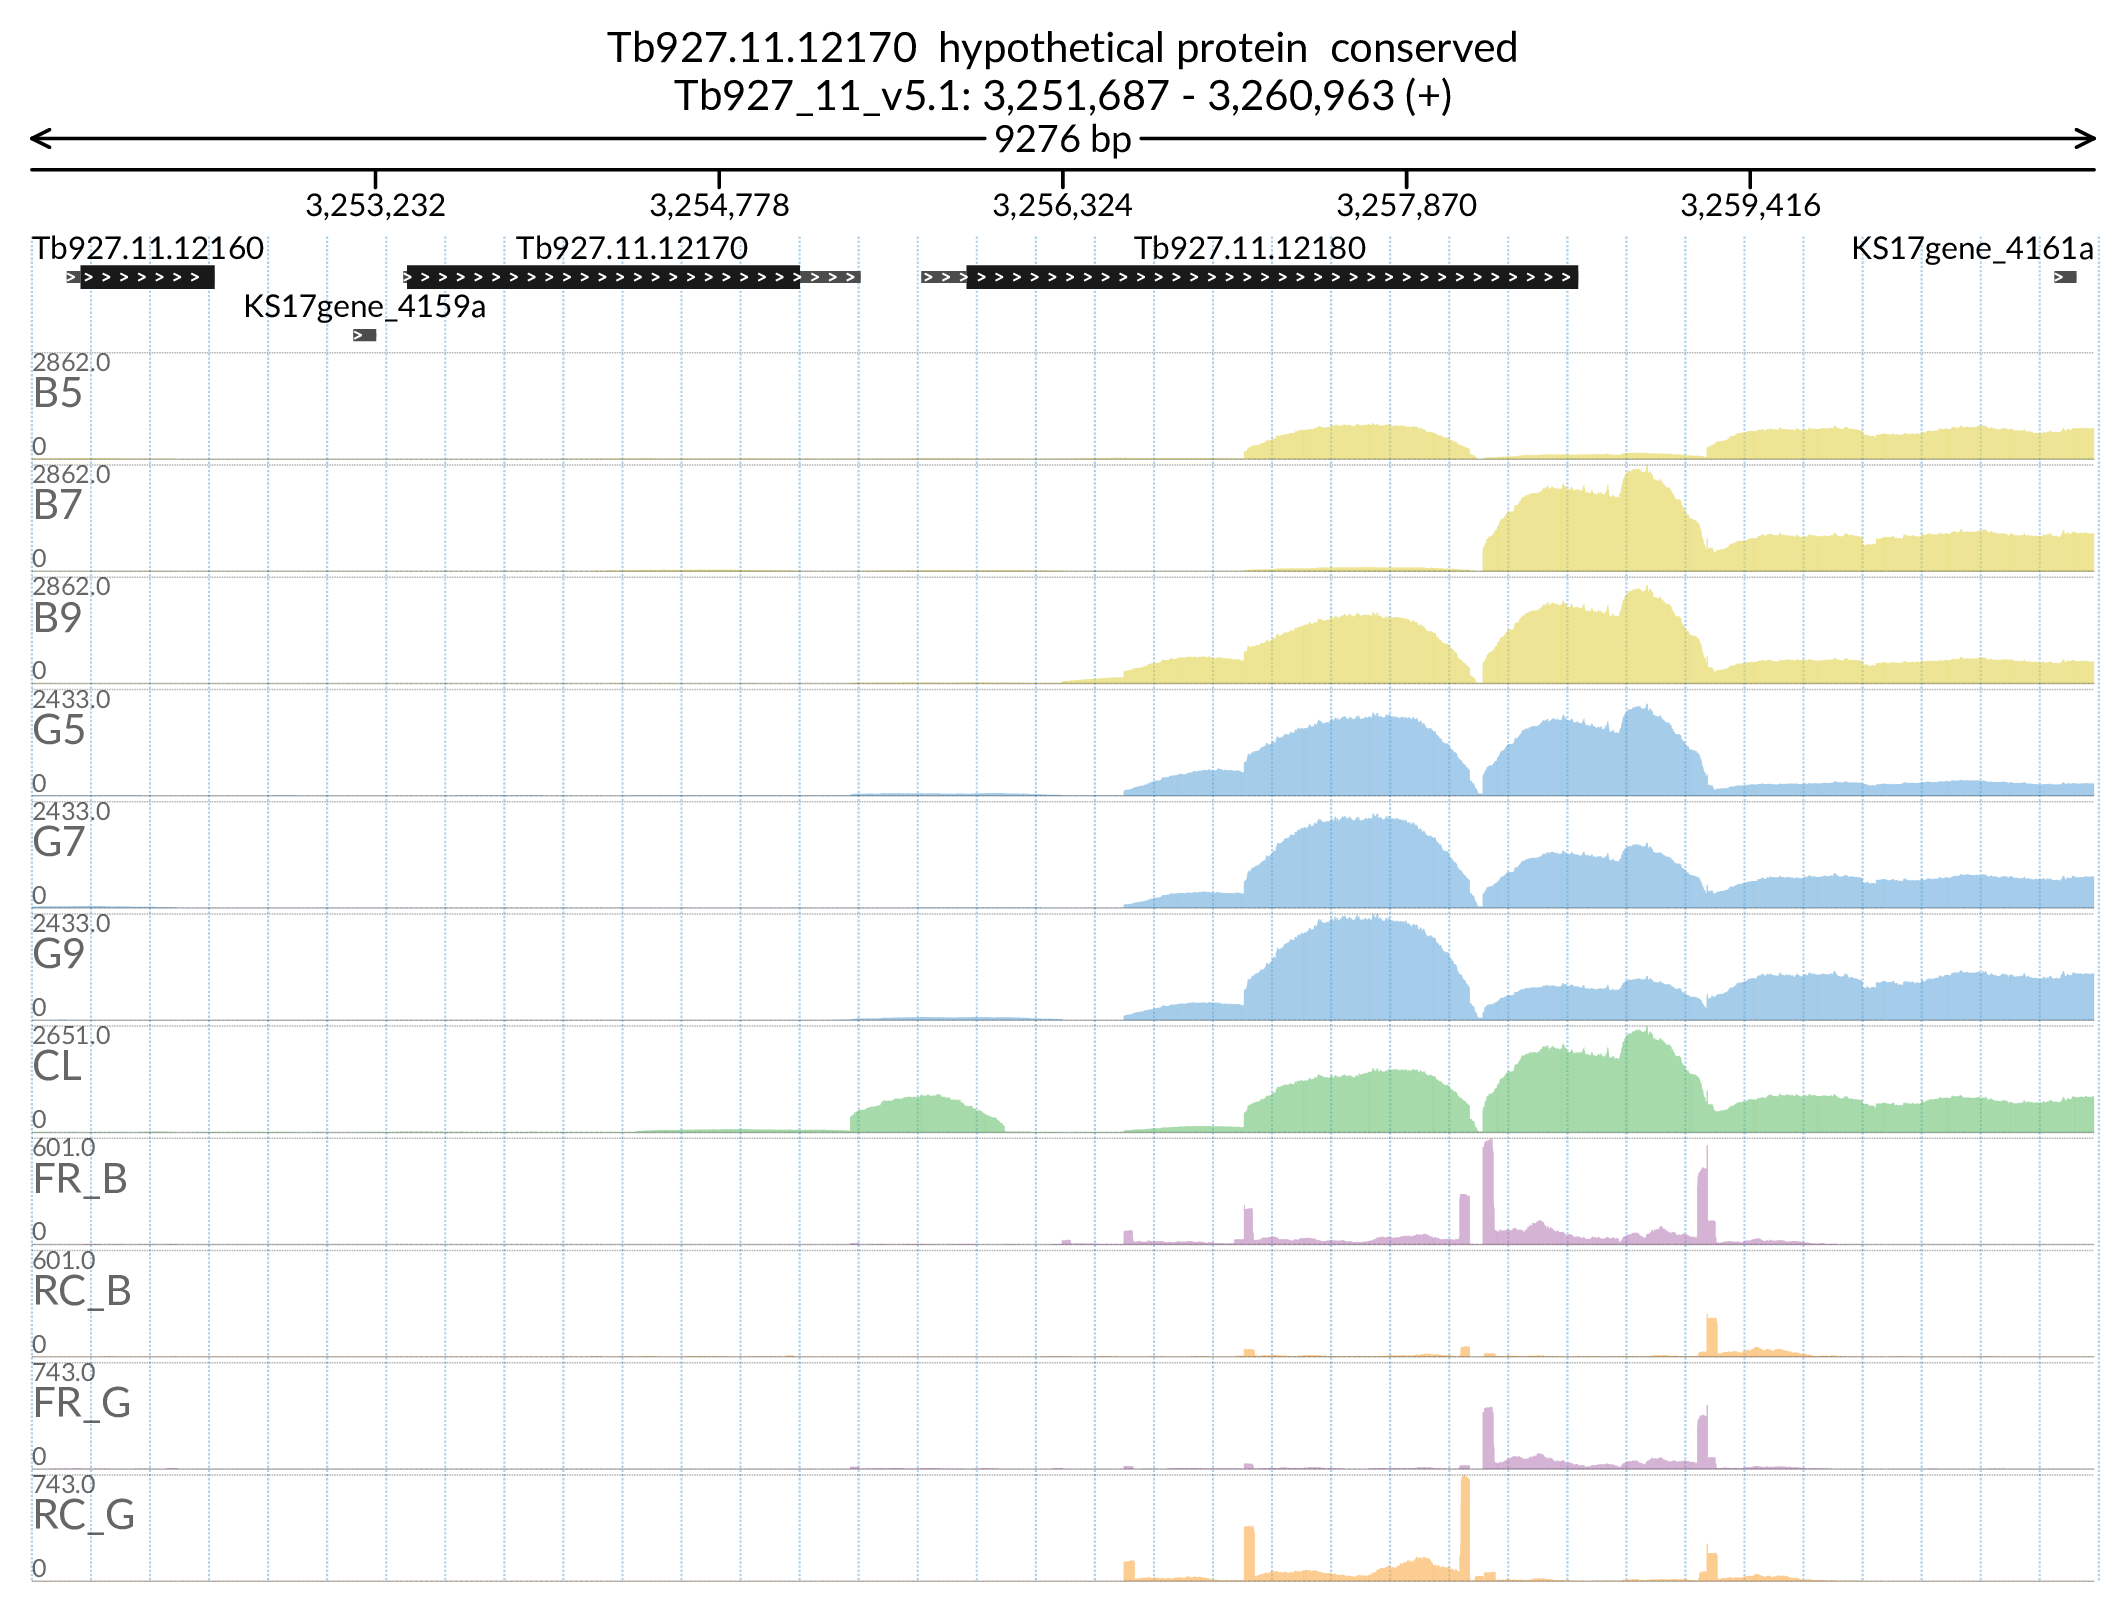 Tb927.11.12170 hypothetical protein conserved
Tb927_11_v5.1: 3,251,687 - 3,260,963 (+)
9276 bp
3,253,232 3,254,778 3,256,324 3,257,870 3,259,416
Tb927.11.12160 Tb927.11.12170 Tb927.11.12180 KS17gene_4161a
KS17gene_4159a
2862.0
B5
0
2862.0
B7
0
2862.0
B9
0
2433.0
G5
0
2433.0
G7
0
2433.0
G9
0
2651.0
CL
0
601.0
FR_B
0
601.0
RC_B
0
743.0
FR_G
0
743.0
RC_G
0